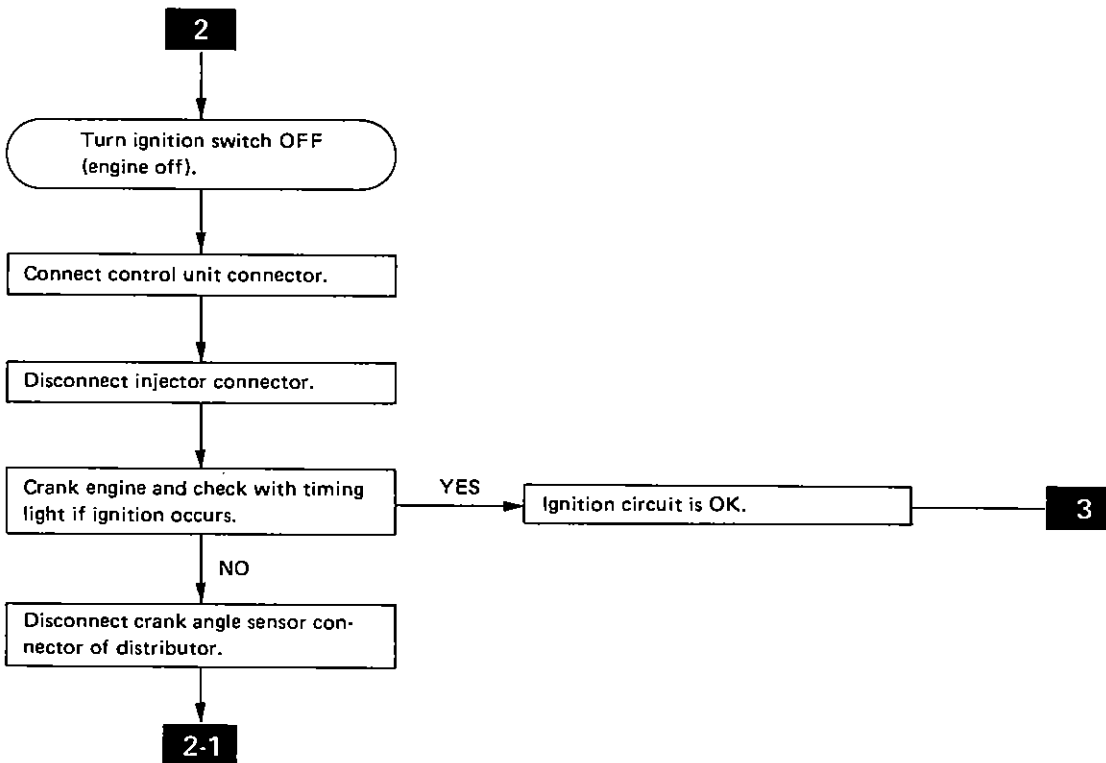 2
Turn ignition switch OFF
(engine off).
Connect control unit connector.
Disconnect injector connector.
Crank engine and check with timing
light if ignition occurs.
YES
Ignition circuit is OK.
3
NO
Disconnect crank angle sensor con-
nector of distributor.
2-1